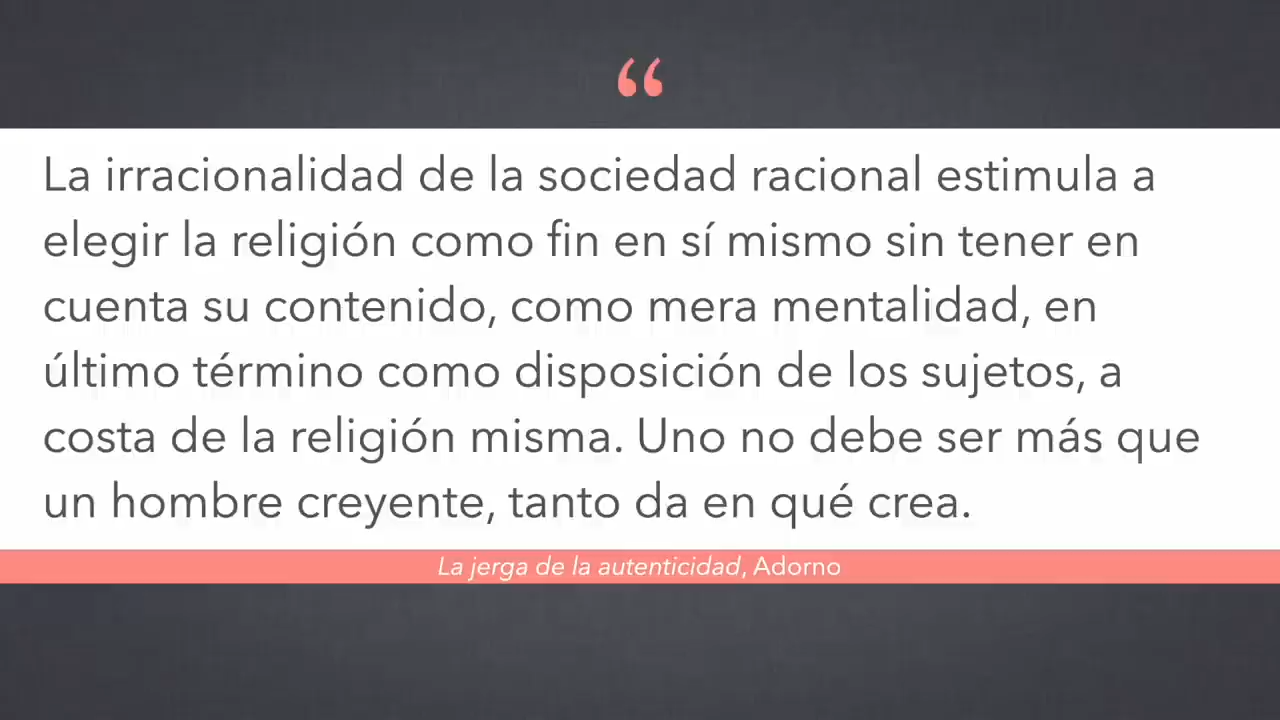 “
La irracionalidad de la sociedad racional estimula a
elegir la religión como fin en sí mismo sin tener en
cuenta su contenido, como mera mentalidad, en
último término como disposición de los sujetos, a
costa de la religión misma. Uno no debe ser más que
un hombre creyente, tanto da en qué crea.
La jerga de la autenticidad, Adorno